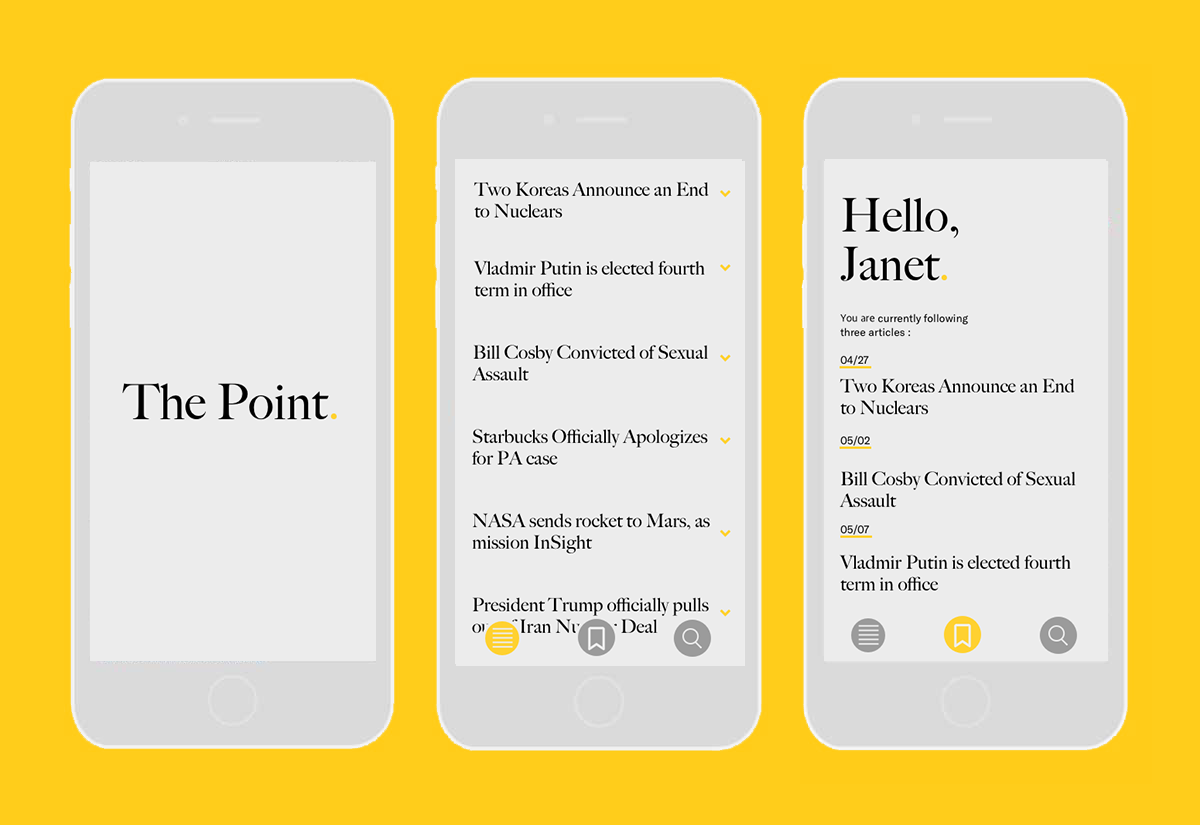 The Point.
Two Koreas Announce an End
to Nuclears
Vladmir Putin is elected fourth
term in office
Bill Cosby Convicted of Sexual
Assault
Starbucks Officially Apologizes
for PA case
NASA sends rocket to Mars, as
mission InSight
President Trump officially pulls
Iran Deal
Hello,
Janet.
You are currently following
three articles :
04/27
Two Koreas Announce an End
to Nuclears
05/02
Bill Cosby Convicted of Sexual
Assault
05/07
Vladmir Putin is elected fourth
term in office